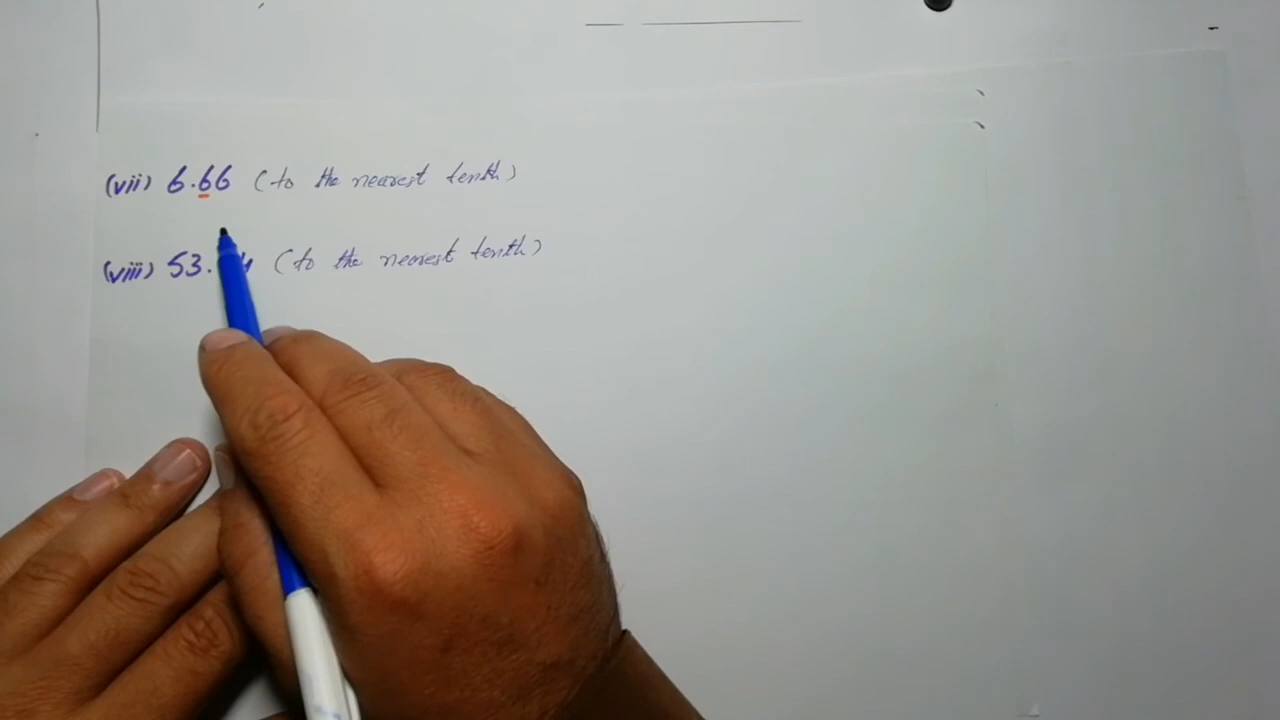 (vii) 6.66 (to the nearest tenth)
(viii) 53. (to the nearest tenth)